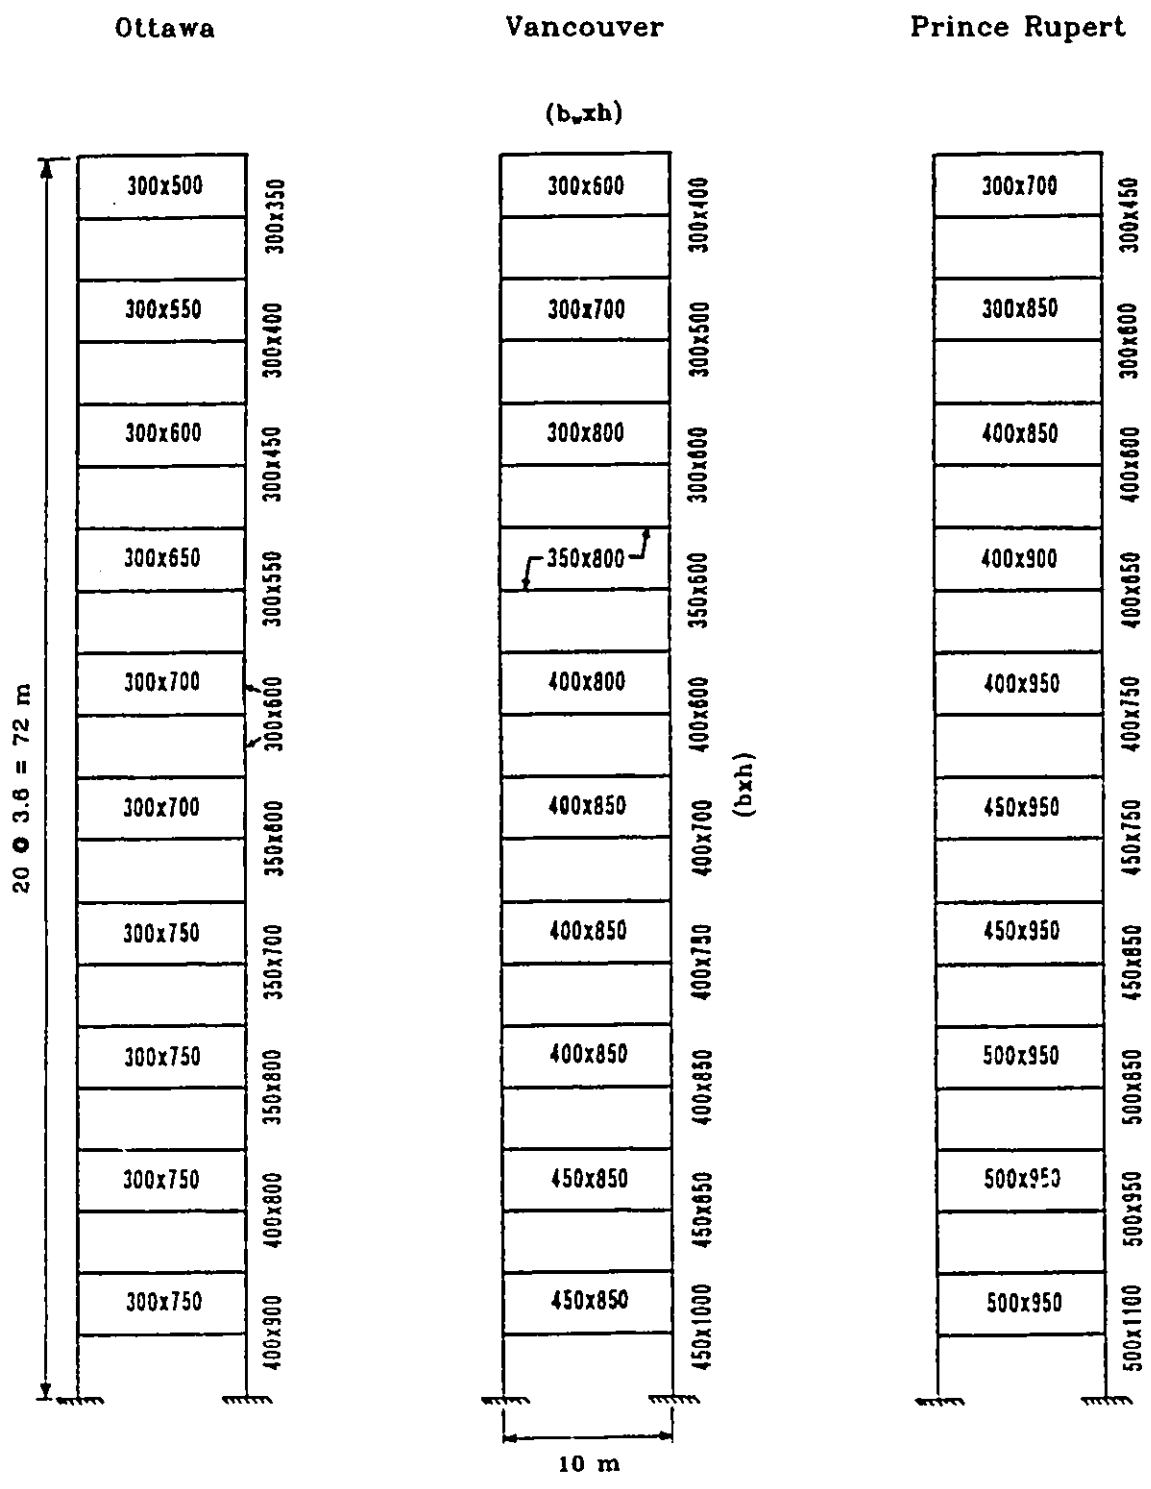 Ottawa Vancouver Prince Rupert
(b_w xh)
300x500 300x350 300x600 300x400 300x700 300x450
300x550 300x400 300x700 300x500 300x850 300x600
300x600 300x450 300x800 300x600 400x850 400x600
300x650 300x550 350x800 350x600 400x900 400x650
300x700 300x600 400x800 400x600 400x950 400x750
20 @ 3.6 = 72 m
(bxh)
300x700 350x600 400x850 400x700 450x950 450x750
300x750 350x700 400x850 400x750 450x950 450x850
300x750 350x800 400x850 400x850 500x950 500x850
300x750 400x800 450x850 450x850 500x950 500x950
300x750 400x900 450x850 450x1000 500x950 500x1100
10 m